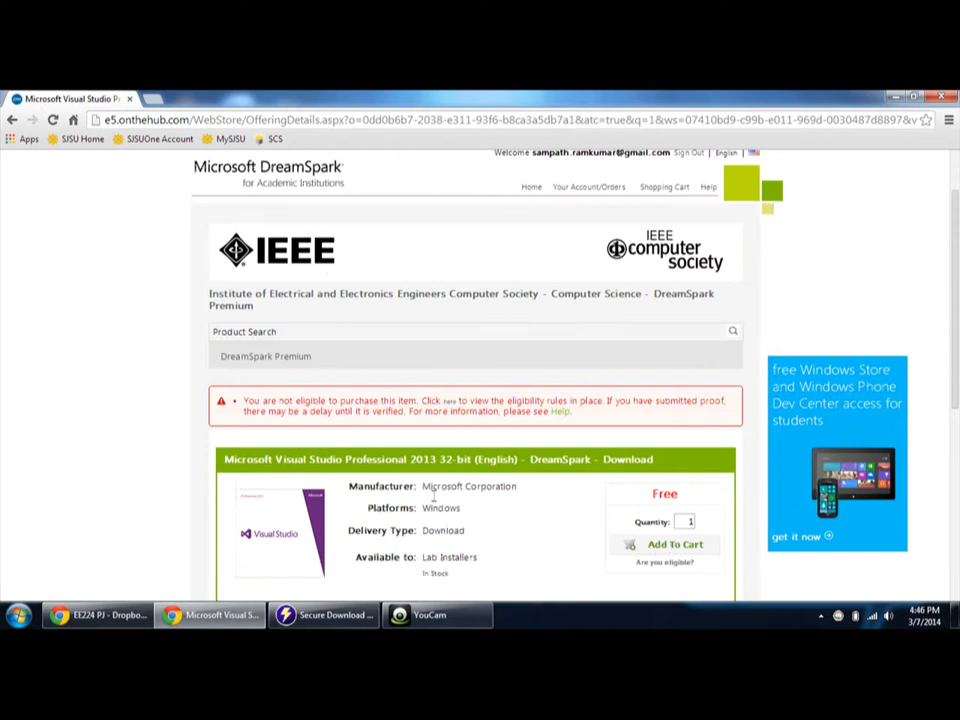 Microsoft Visual Studio P
e5.onthehub.com/WebStore/OfferingDetails.aspx?o=0dd0b6b7-2038-e311-93f6-b8ca3a5db7a1&atc=true&q=1&ws=07410bd9-c99b-e011-969d-0030487d8897&v
Apps SJSU Home SJSUOne Account MySJSU SCS
Welcome sampath.ramkumar@gmail.com Sign Out | English
Microsoft DreamSpark
for Academic Institutions
Home Your Account/Orders Shopping Cart Help
IEEE
IEEE
computer
society
Institute of Electrical and Electronics Engineers Computer Society - Computer Science - DreamSpark
Premium
Product Search
DreamSpark Premium
free Windows Store
and Windows Phone
Dev Center access for
students
get it now
• You are not eligible to purchase this item. Click here to view the eligibility rules in place. If you have submitted proof,
there may be a delay until it is verified. For more information, please see Help.
Microsoft Visual Studio Professional 2013 32-bit (English) - DreamSpark - Download
Microsoft
Visual Studio
Manufacturer: Microsoft Corporation
Platforms: Windows
Delivery Type: Download
Available to: Lab Installers
In Stock
Free
Quantity: 1
Add To Cart
Are you eligible?
EE224 PJ - Dropbo...
Microsoft Visual S...
Secure Download ...
YouCam
4:46 PM
3/7/2014